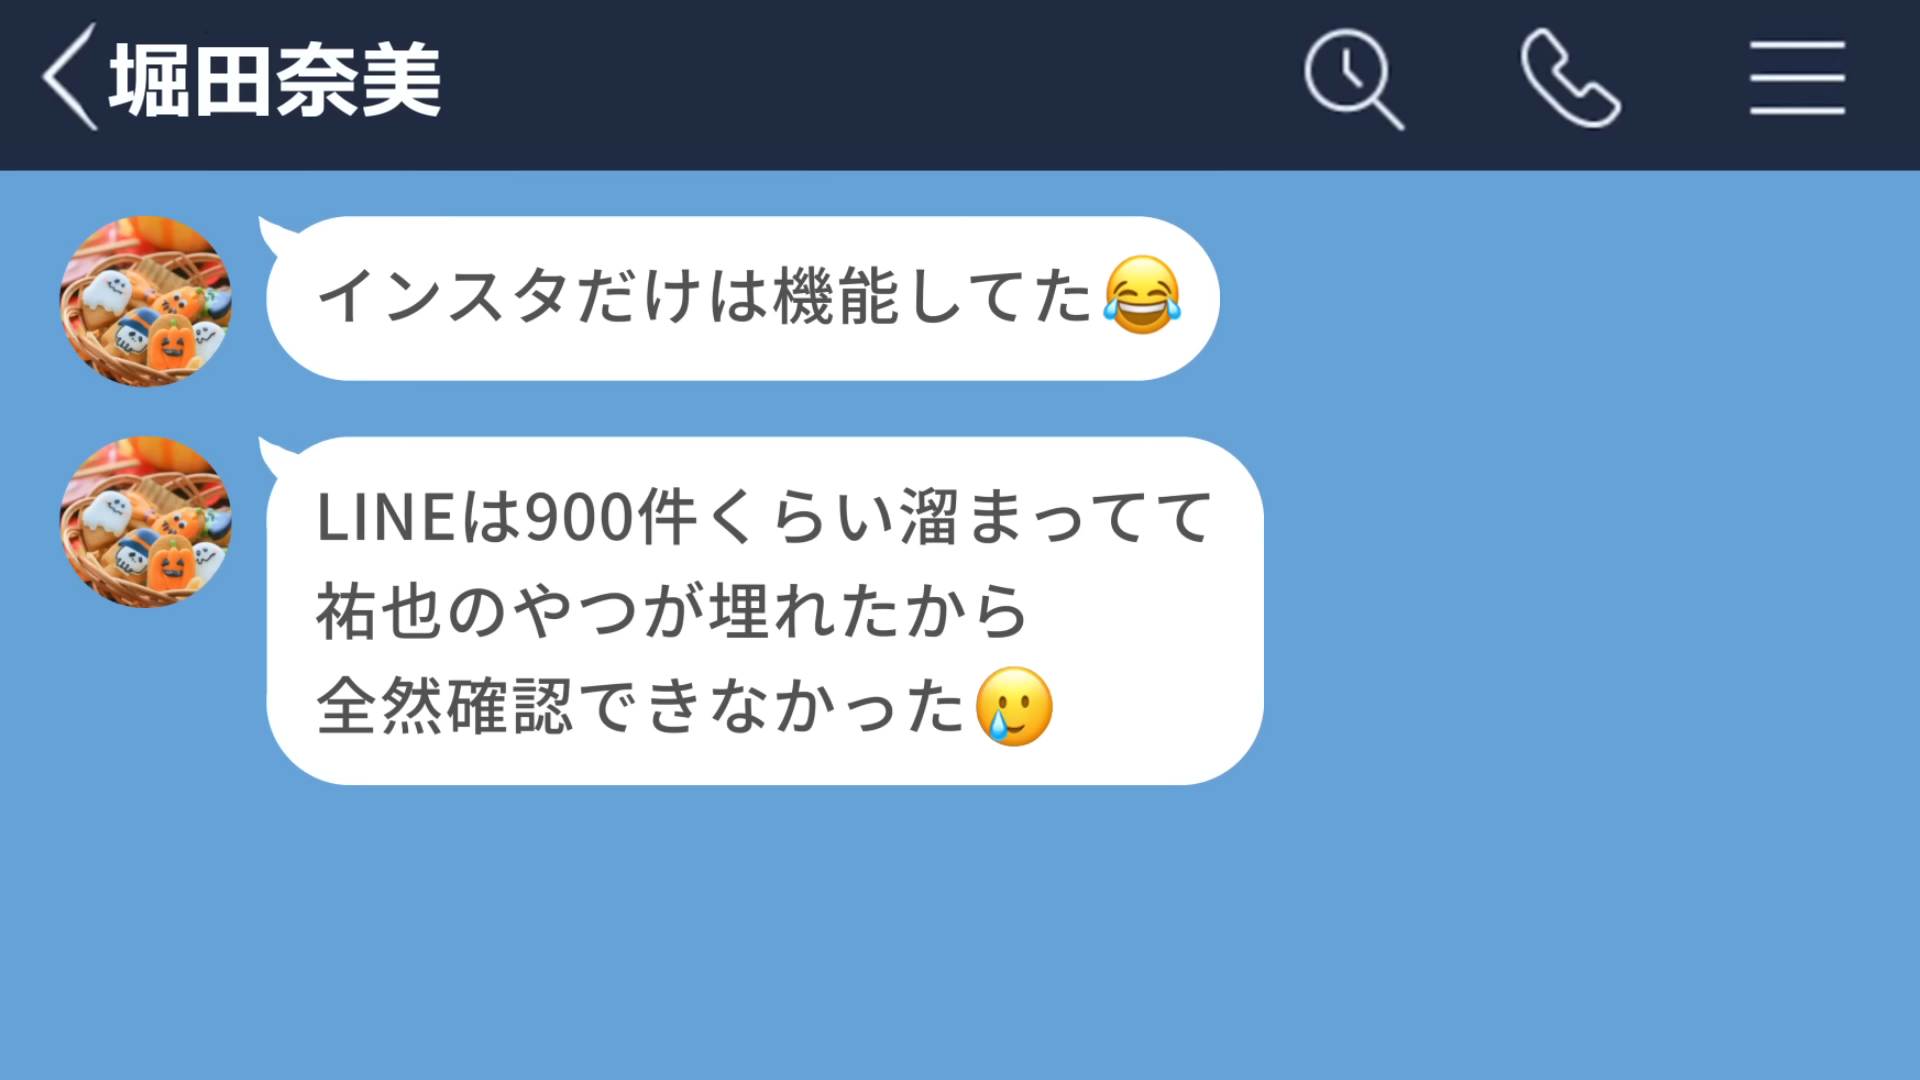 堀田奈美
インスタだけは機能してた😂
LINEは900件くらい溜まってて
祐也のやつが埋れたから
全然確認できなかった🥲